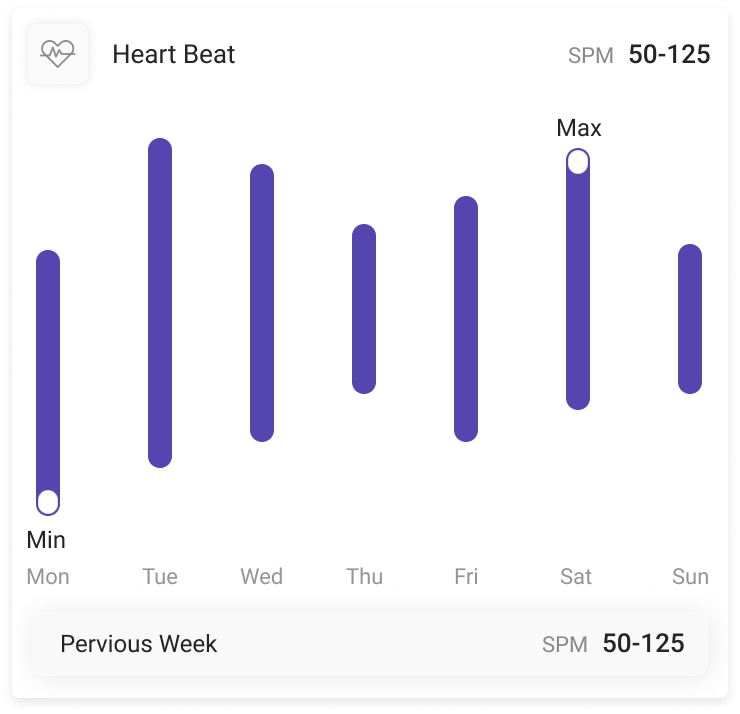 Heart Beat SPM 50-125
Max
Min
Mon Tue Wed Thu Fri Sat Sun
Pervious Week SPM 50-125